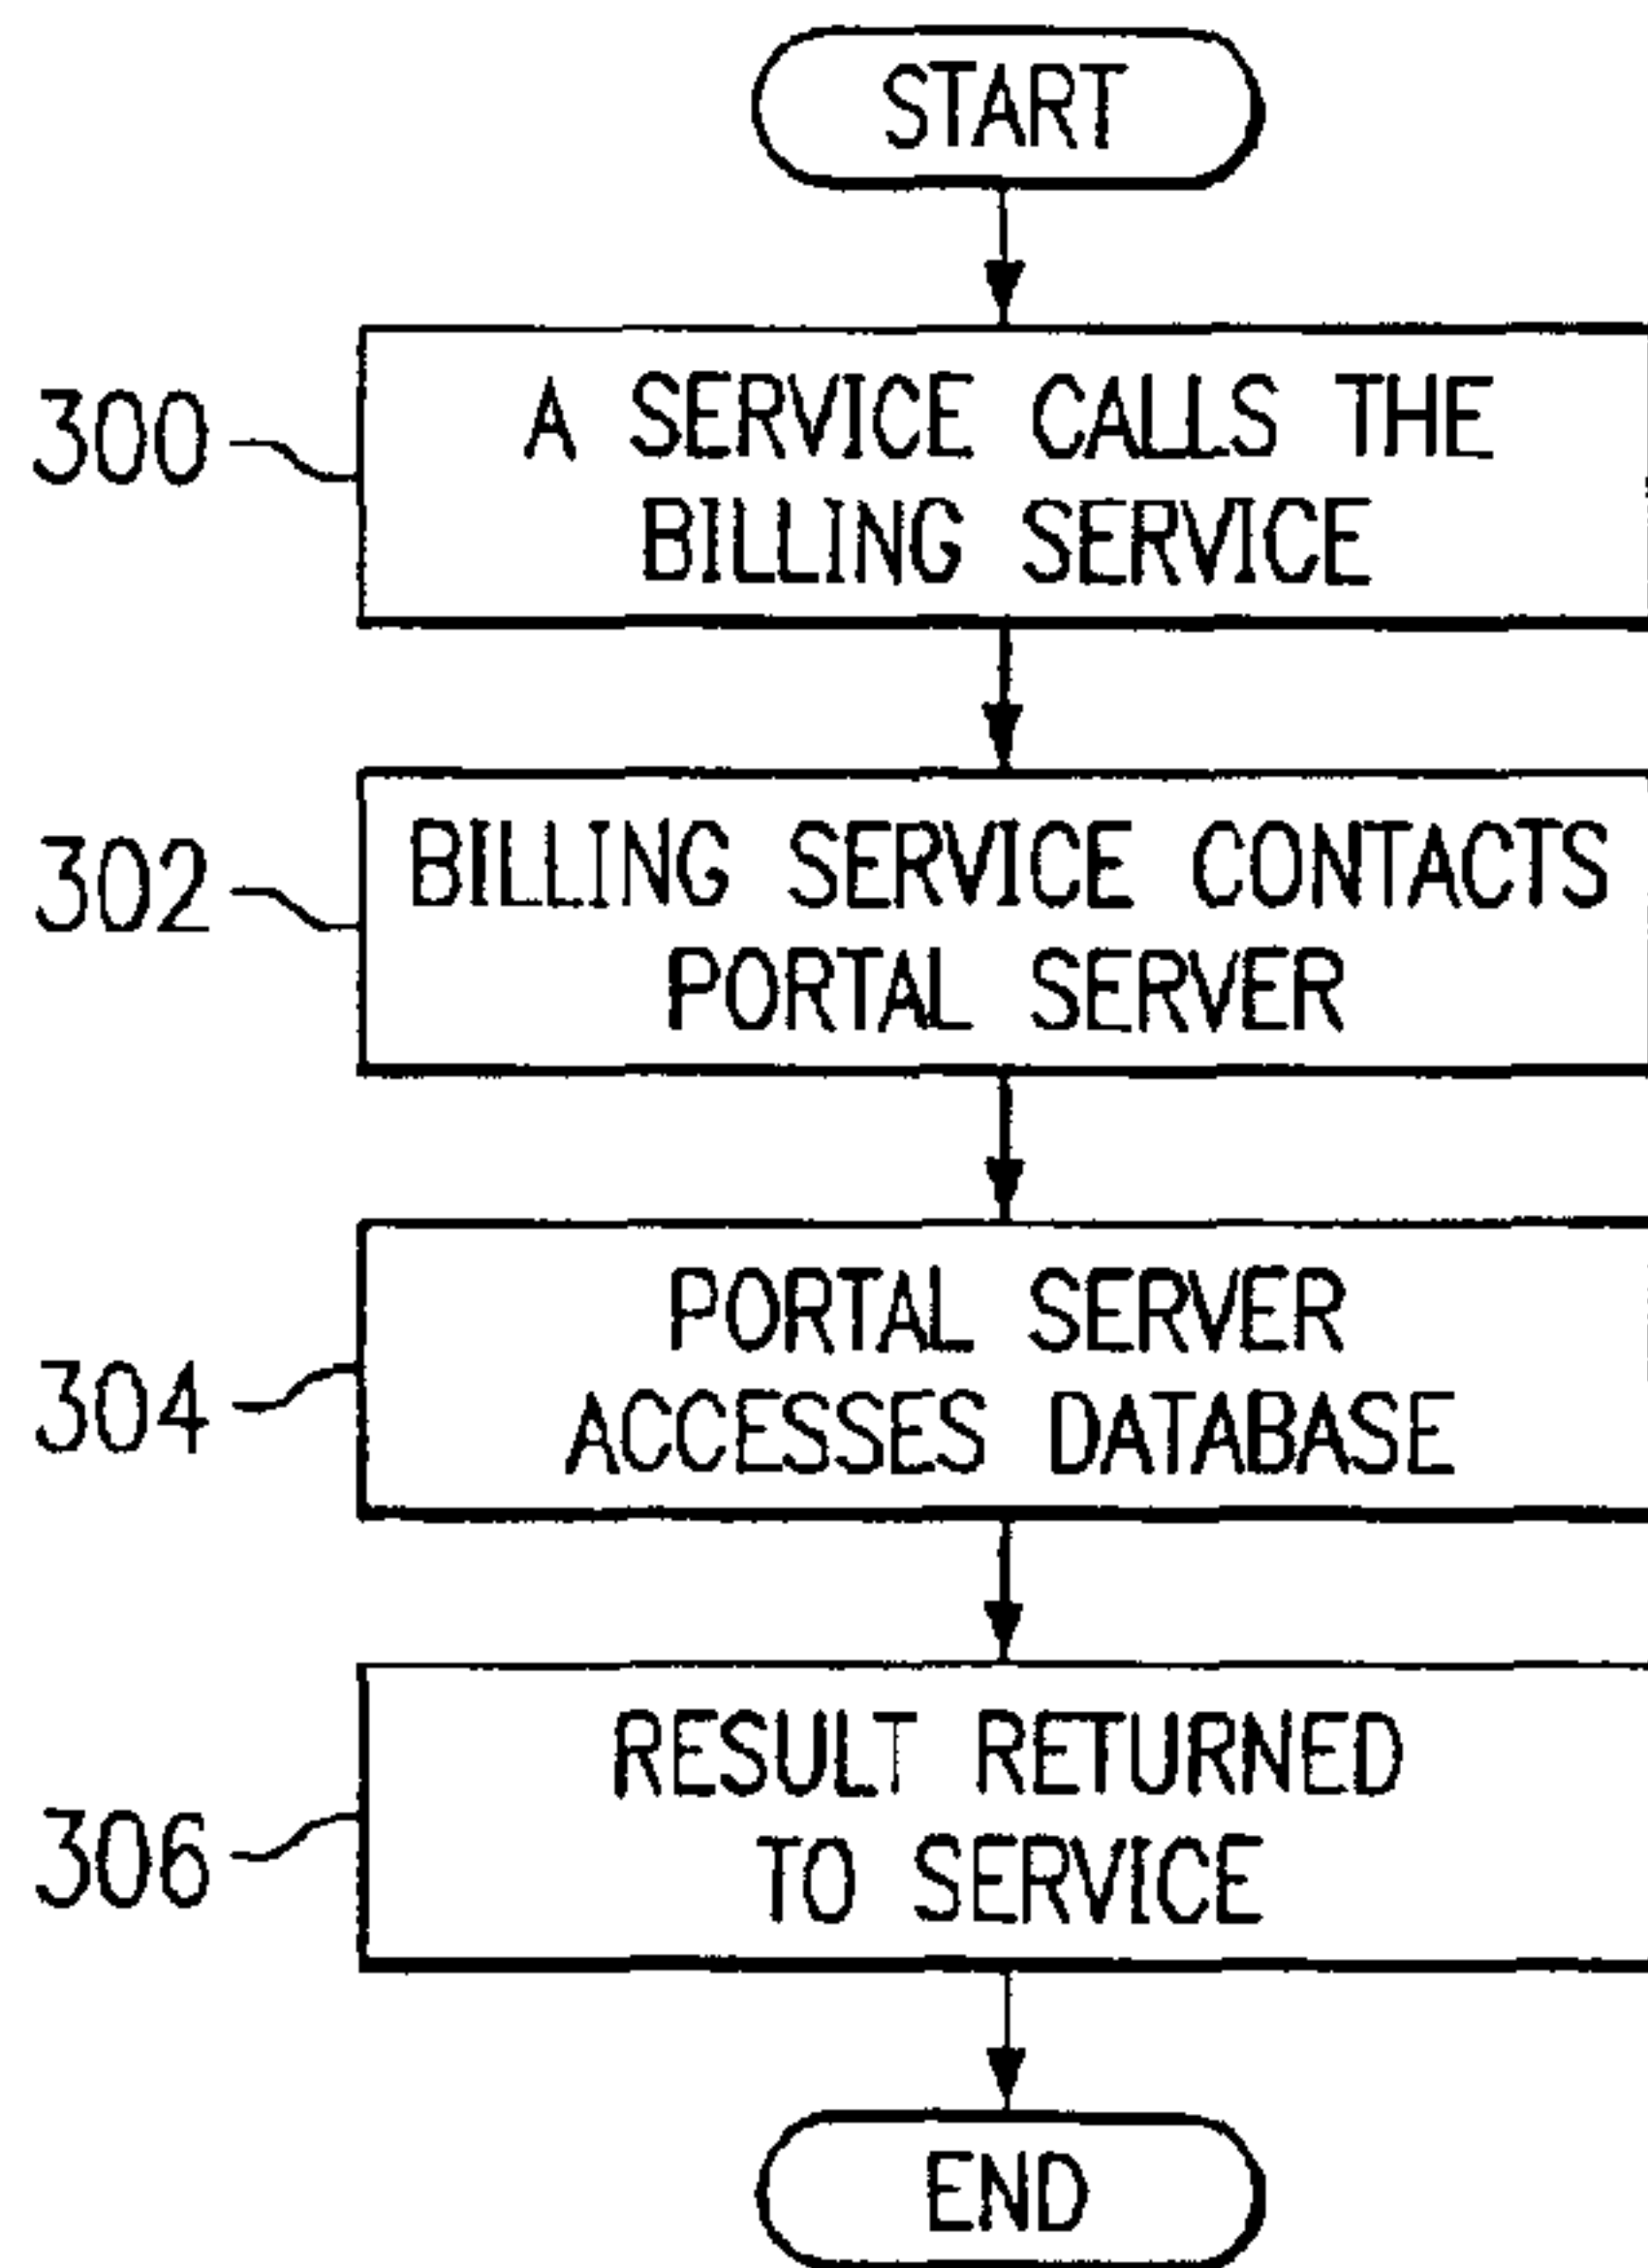 START
300
A SERVICE CALLS THE
BILLING SERVICE
302
BILLING SERVICE CONTACTS
PORTAL SERVER
304
PORTAL SERVER
ACCESSES DATABASE
306
RESULT RETURNED
TO SERVICE
END